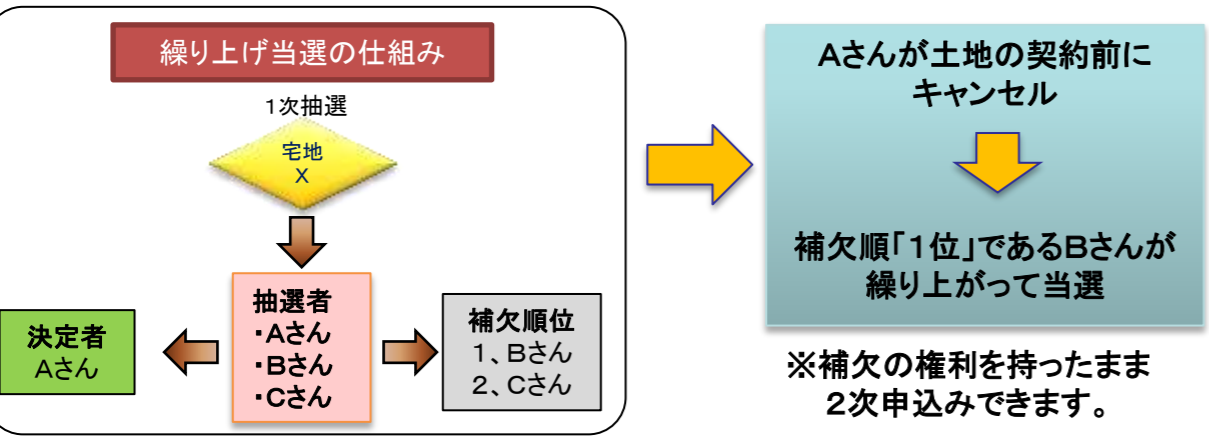 繰り上げ当選の仕組み
1次抽選
宅地
X
抽選者
・Aさん
・Bさん
・Cさん
決定者
Aさん
補欠順位
1、Bさん
2、Cさん
Aさんが土地の契約前に
キャンセル
補欠順「1位」であるBさんが
繰り上がって当選
※補欠の権利を持ったまま
2次申込みできます。